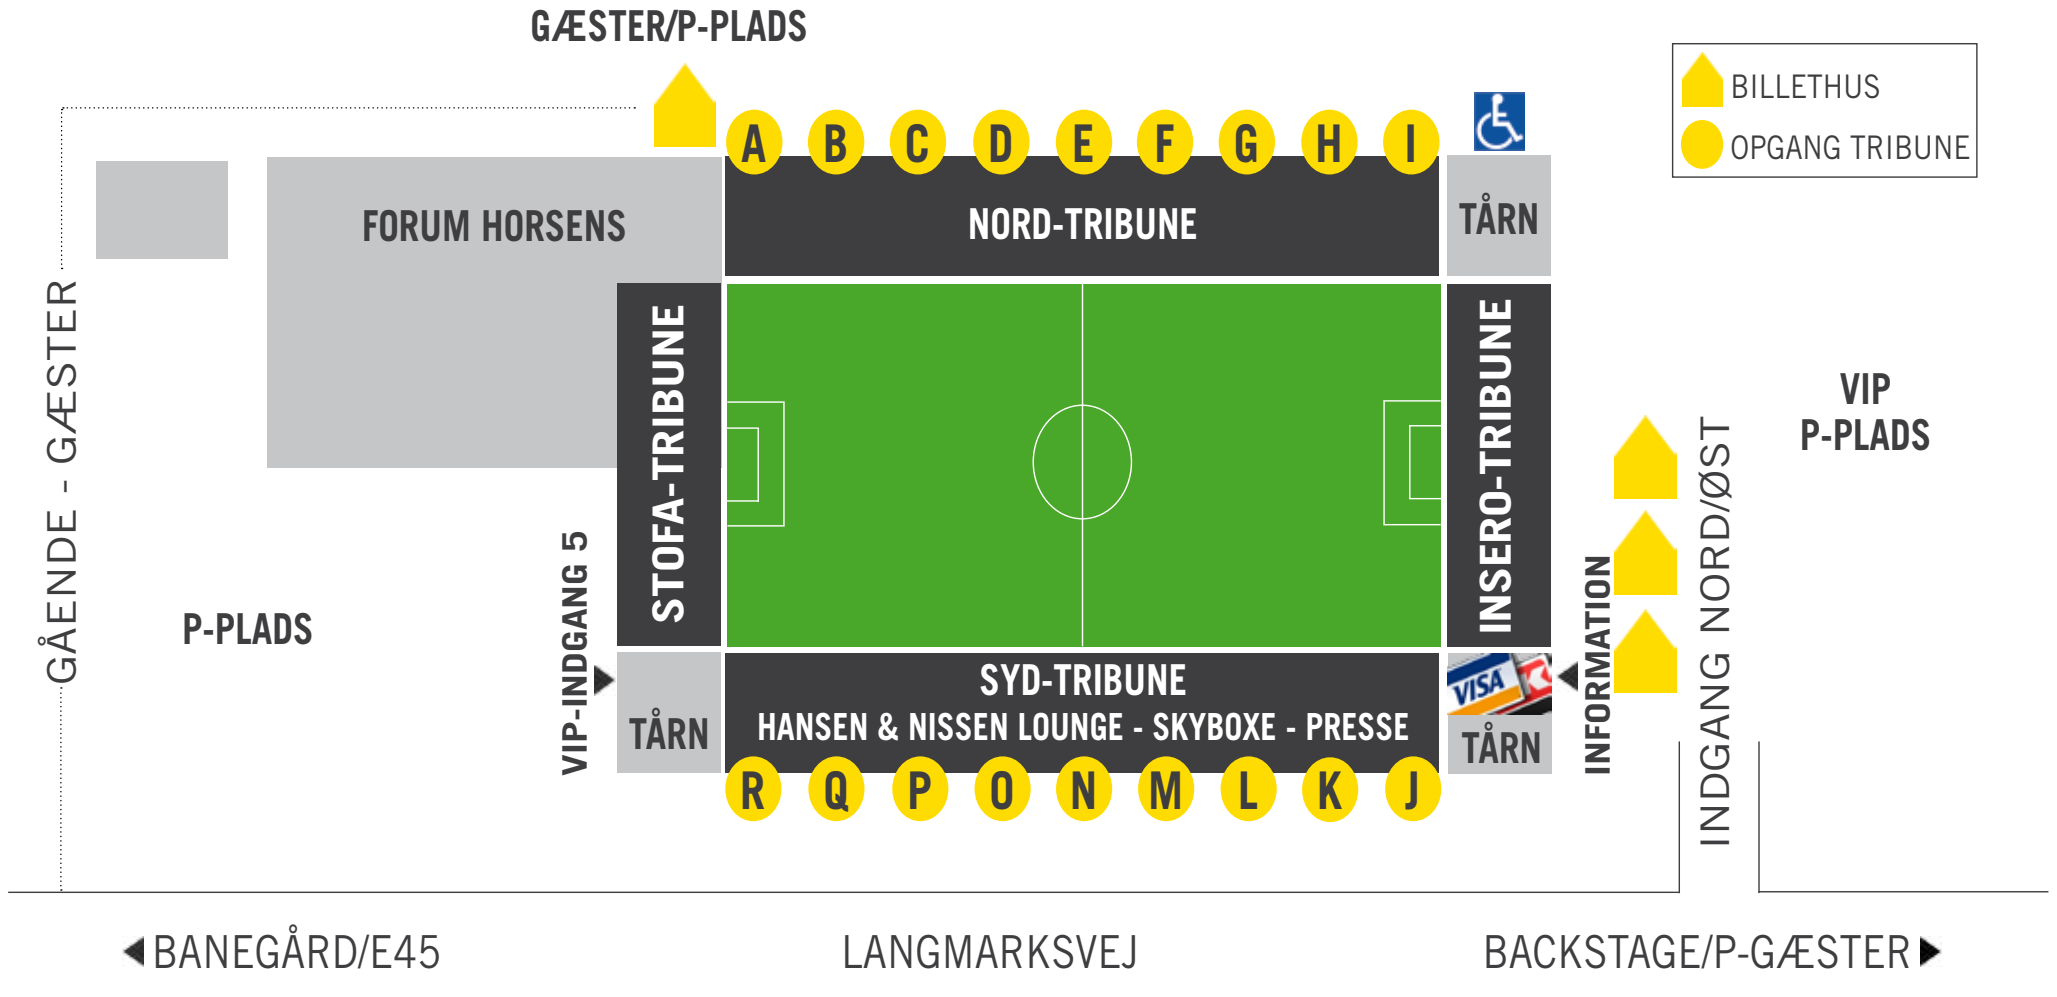 GÆSTER/P-PLADS
BILLETHUS
OPGANG TRIBUNE
A B C D E F G H I
FORUM HORSENS
NORD-TRIBUNE
TÅRN
GÅENDE - GÆSTER
STOFA-TRIBUNE
INSERO-TRIBUNE
VIP
P-PLADS
INDGANG NORD/ØST
P-PLADS
VIP-INDGANG 5
INFORMATION
TÅRN
SYD-TRIBUNE
HANSEN & NISSEN LOUNGE - SKYBOXE - PRESSE
VISA
TÅRN
R Q P O N M L K J
BANEGÅRD/E45
LANGMARKSVEJ
BACKSTAGE/P-GÆSTER